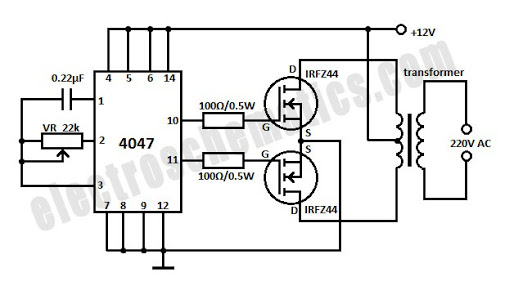 +12V
4 5 6 14
D
IRFZ44
transformer
0.22µF
1
100Ω/0.5W
10
G
S
VR 22k
2
4047
220V AC
11
G
S
100Ω/0.5W
3
D
IRFZ44
7 8 9 12
electroschematics.com